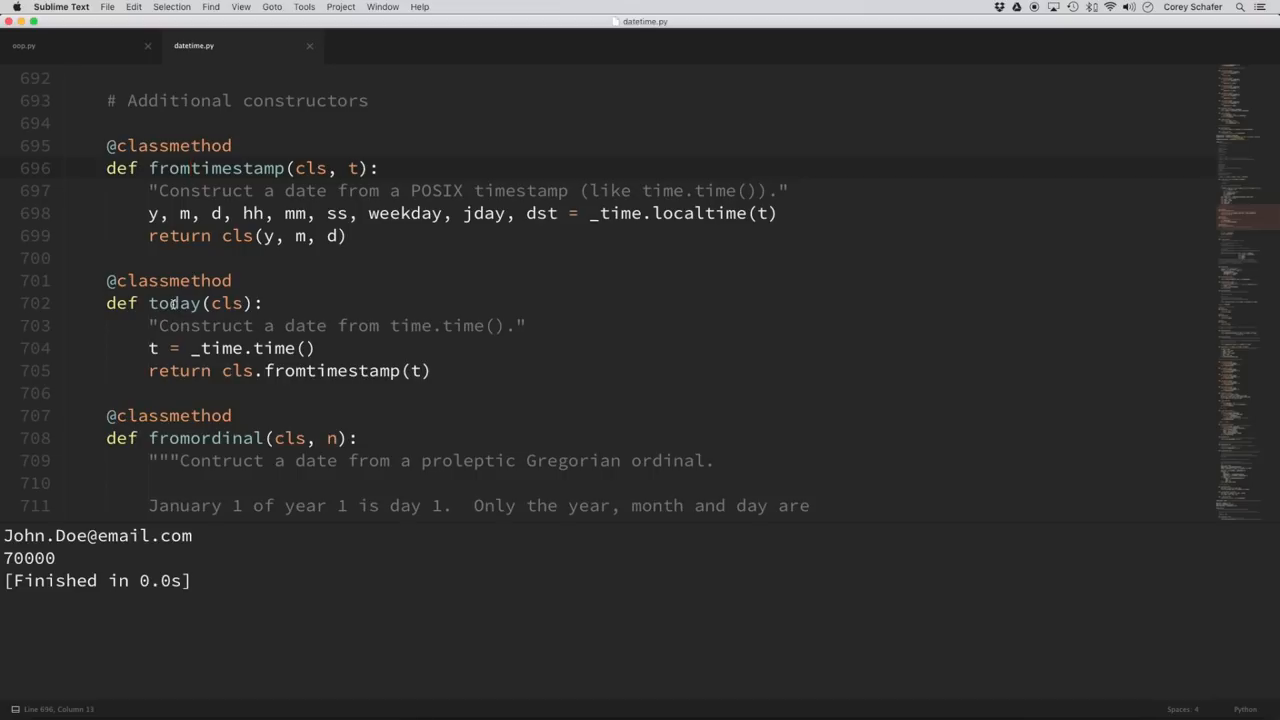 Sublime Text File Edit Selection Find View Goto Tools Project Window Help Corey Schafer
datetime.py
oop.py datetime.py
692
693 # Additional constructors
694
695 @classmethod
696 def fromtimestamp(cls, t):
697 "Construct a date from a POSIX timestamp (like time.time())."
698 y, m, d, hh, mm, ss, weekday, jday, dst = _time.localtime(t)
699 return cls(y, m, d)
700
701 @classmethod
702 def today(cls):
703 "Construct a date from time.time()."
704 t = _time.time()
705 return cls.fromtimestamp(t)
706
707 @classmethod
708 def fromordinal(cls, n):
709 """Contruct a date from a proleptic Gregorian ordinal.
710
711 January 1 of year 1 is day 1. Only the year, month and day are
John.Doe@email.com
70000
[Finished in 0.0s]
Line 696, Column 13 Spaces: 4 Python